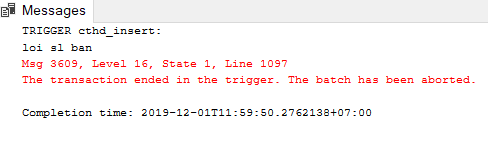 Messages
TRIGGER cthd_insert:
loi sl ban
Msg 3609, Level 16, State 1, Line 1097
The transaction ended in the trigger. The batch has been aborted.
Completion time: 2019-12-01T11:59:50.2762138+07:00